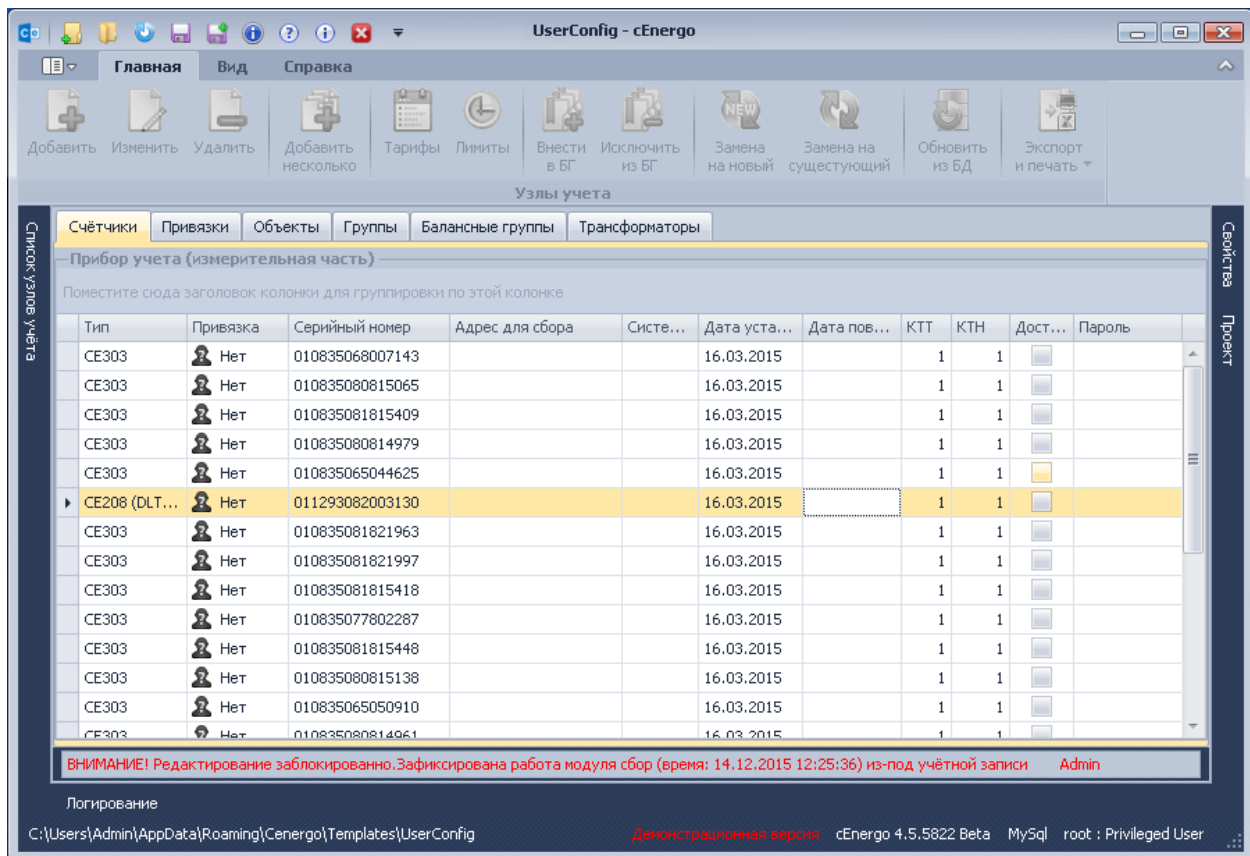 UserConfig - cEnergo
Главная Вид Справка
Добавить Изменить Удалить Добавить несколько Тарифы Лимиты Внести в БГ Исключить из БГ Замена на новый Замена на сущестующий Обновить из БД Экспорт и печать
Узлы учета
Список узлов учёта
Счётчики Привязки Объекты Группы Балансные группы Трансформаторы
Свойства
Проект
Прибор учета (измерительная часть)
Поместите сюда заголовок колонки для группировки по этой колонке
Тип Привязка Серийный номер Адрес для сбора Систе... Дата уста... Дата пов... КТТ КТН Дост... Пароль
CE303 Нет 010835068007143 16.03.2015 1 1
CE303 Нет 010835080815065 16.03.2015 1 1
CE303 Нет 010835081815409 16.03.2015 1 1
CE303 Нет 010835080814979 16.03.2015 1 1
CE303 Нет 010835065044625 16.03.2015 1 1
CE208 (DLT... Нет 011293082003130 16.03.2015 1 1
CE303 Нет 010835081821963 16.03.2015 1 1
CE303 Нет 010835081821997 16.03.2015 1 1
CE303 Нет 010835081815418 16.03.2015 1 1
CE303 Нет 010835077802287 16.03.2015 1 1
CE303 Нет 010835081815448 16.03.2015 1 1
CE303 Нет 010835080815138 16.03.2015 1 1
CE303 Нет 010835065050910 16.03.2015 1 1
CE303 Нет 010835080814961 16.03.2015 1 1
ВНИМАНИЕ! Редактирование заблокированно.Зафиксирована работа модуля сбор (время: 14.12.2015 12:25:36) из-под учётной записи Admin
Логирование
C:\Users\Admin\AppData\Roaming\Cenergo\Templates\UserConfig Демонстрационная версия cEnergo 4.5.5822 Beta MySql root : Privileged User